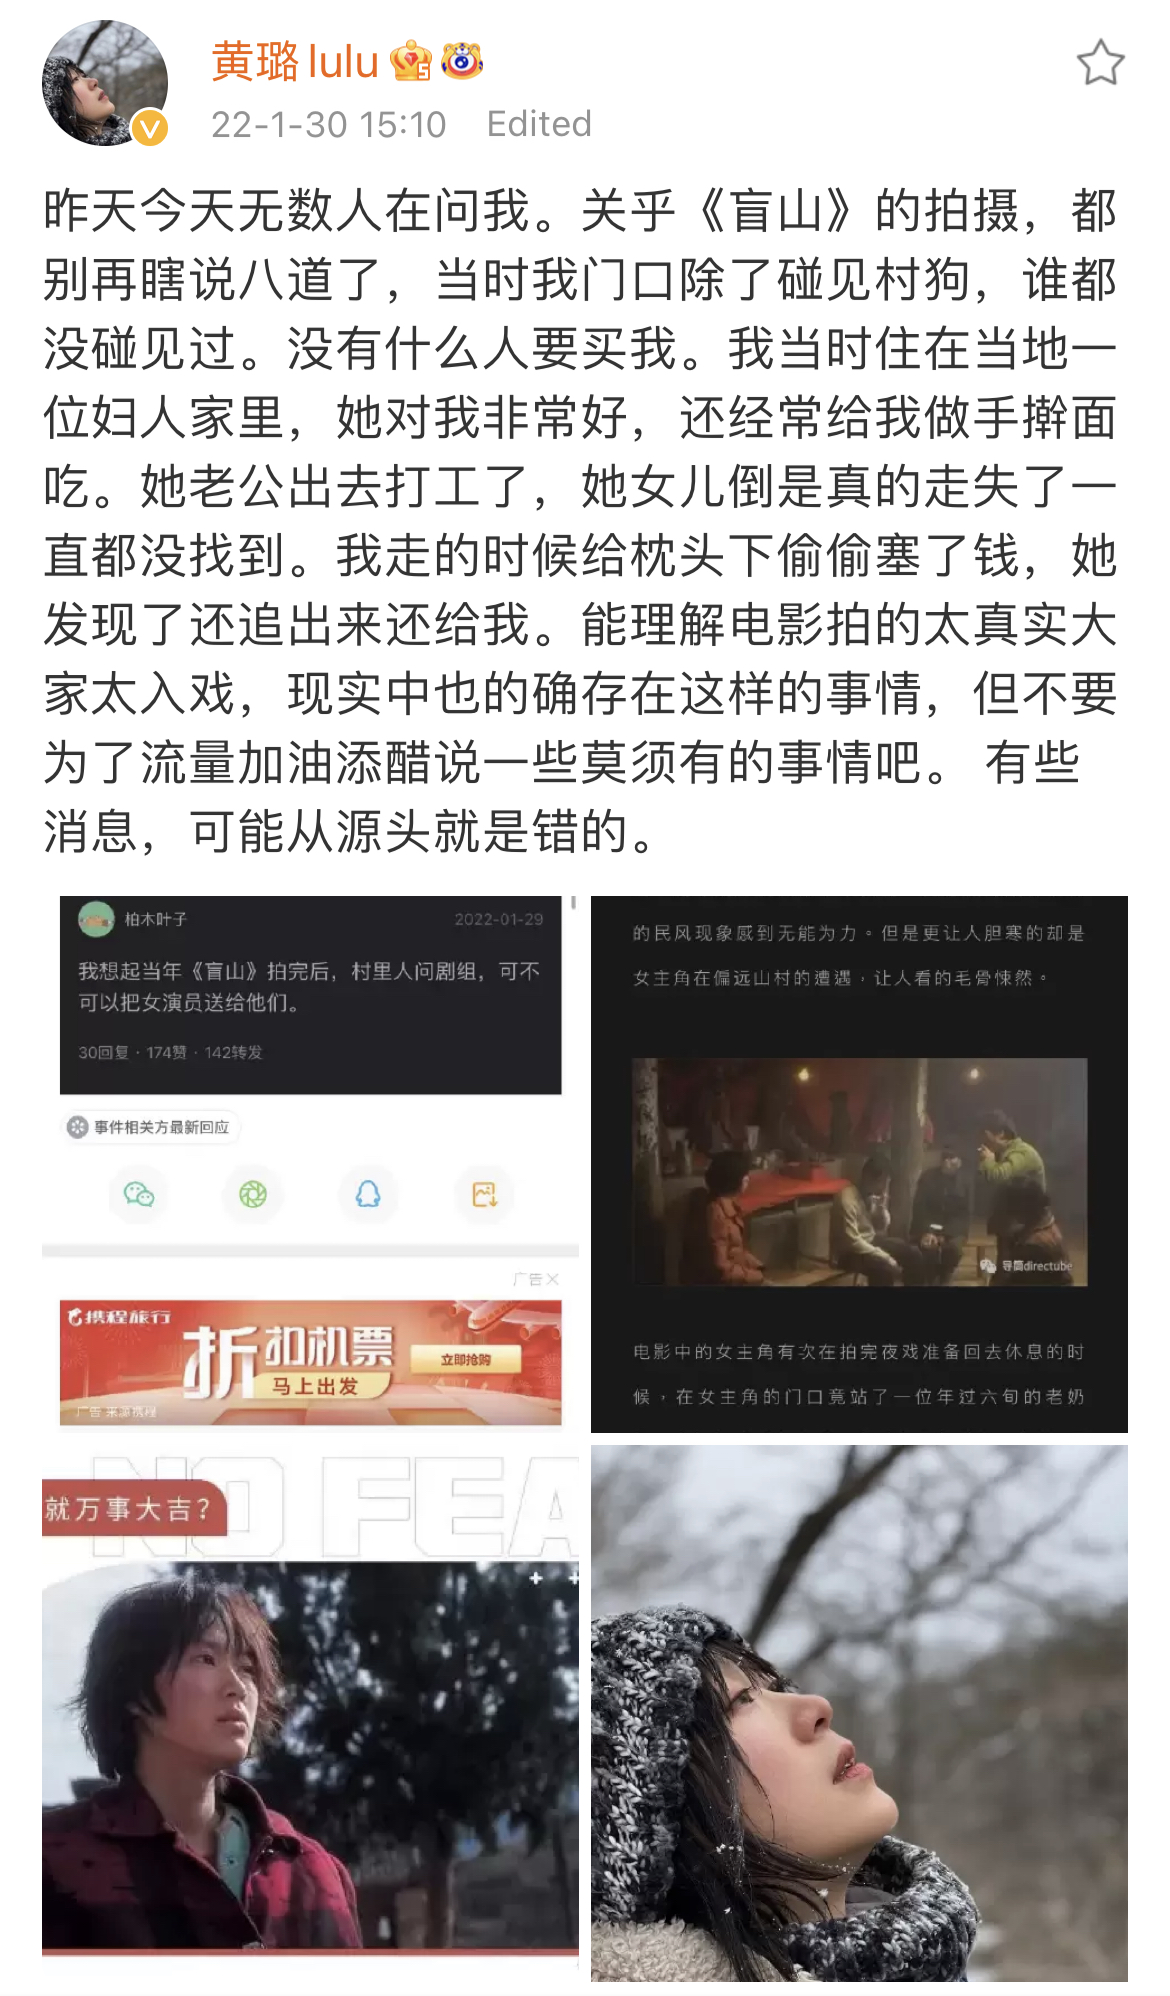 黄璐lulu
22-1-30 15:10 Edited
昨天今天无数人在问我。关乎《盲山》的拍摄，都
别再瞎说八道了，当时我门口除了碰见村狗，谁都
没碰见过。没有什么人要买我。我当时住在当地一
位妇人家里，她对我非常好，还经常给我做手擀面
吃。她老公出去打工了，她女儿倒是真的走失了一
直都没找到。我走的时候给枕头下偷偷塞了钱，她
发现了还追出来还给我。能理解电影拍的太真实大
家太入戏，现实中也的确存在这样的事情，但不要
为了流量加油添醋说一些莫须有的事情吧。 有些
消息，可能从源头就是错的。
柏木叶子 2022-01-29
我想起当年《盲山》拍完后，村里人问剧组，可不
可以把女演员送给他们。
30回复 · 174赞 · 142转发
事件相关方最新回应
广告
携程旅行
折扣机票
马上出发
立即抢购
广告 来源携程
的民风现象感到无能为力。但是更让人胆寒的却是
女主角在偏远山村的遭遇，让人看的毛骨悚然。
导筒directube
电影中的女主角有次在拍完夜戏准备回去休息的时
候，在女主角的门口竟站了一位年过六旬的老奶
NO FEA
就万事大吉？